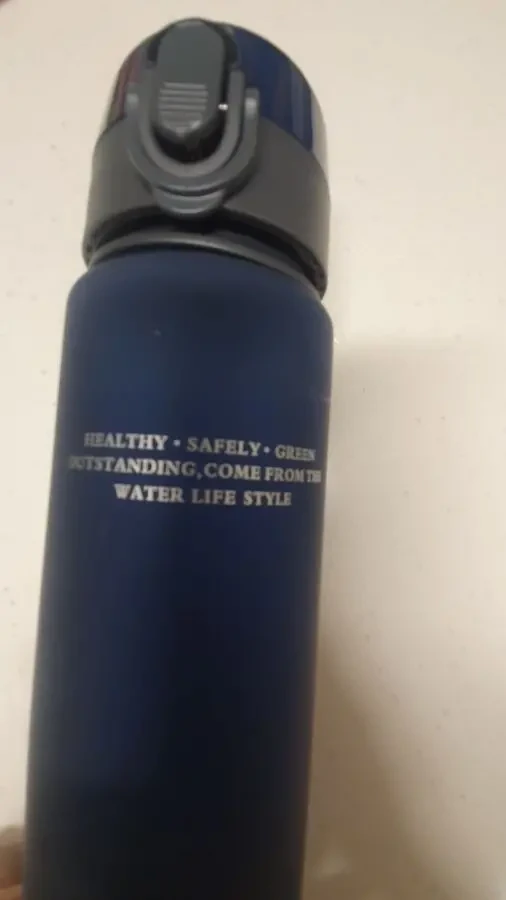 HEALTHY • SAFELY • GREEN
OUTSTANDING, COME FROM THE
WATER LIFE STYLE